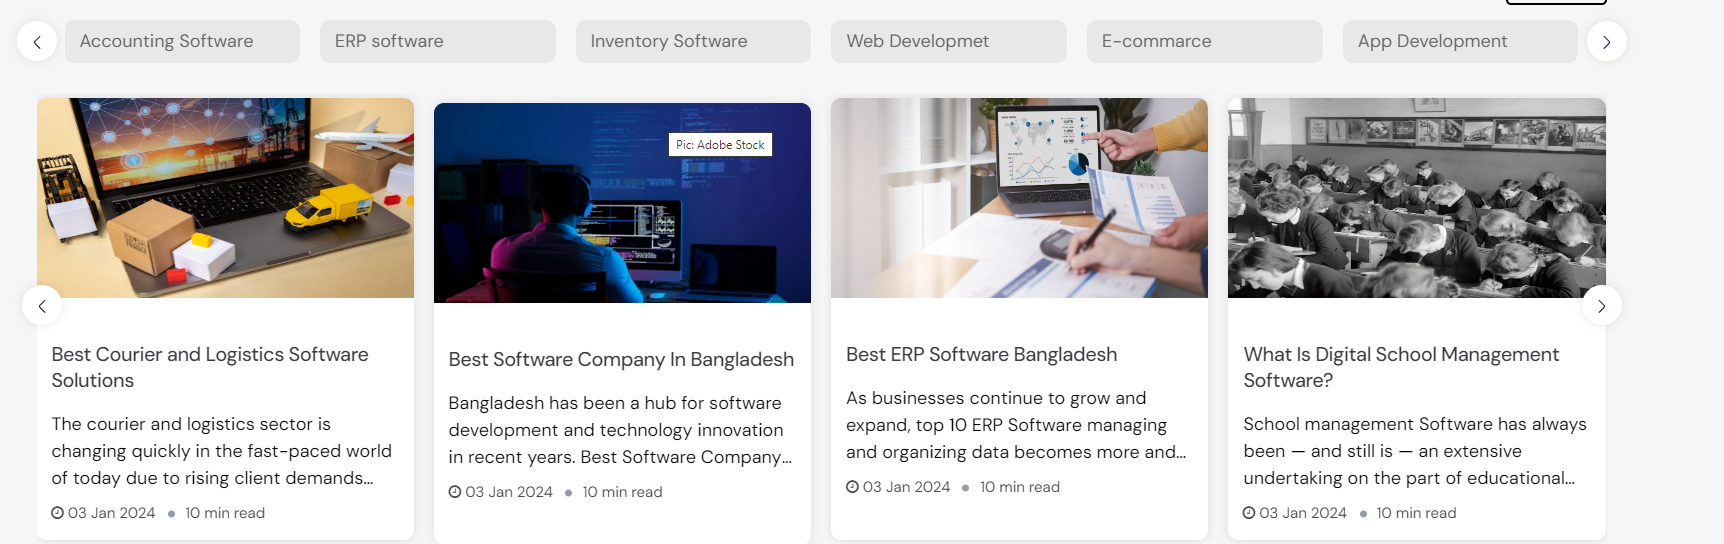 Accounting Software
ERP software
Inventory Software
Web Developmet
E-commarce
App Development
Pic: Adobe Stock
Best Courier and Logistics Software
Solutions
The courier and logistics sector is
changing quickly in the fast-paced world
of today due to rising client demands...
03 Jan 2024 • 10 min read
Best Software Company In Bangladesh
Bangladesh has been a hub for software
development and technology innovation
in recent years. Best Software Company...
03 Jan 2024 • 10 min read
Best ERP Software Bangladesh
As businesses continue to grow and
expand, top 10 ERP Software managing
and organizing data becomes more and...
03 Jan 2024 • 10 min read
What Is Digital School Management
Software?
School management Software has always
been — and still is — an extensive
undertaking on the part of educational...
03 Jan 2024 • 10 min read